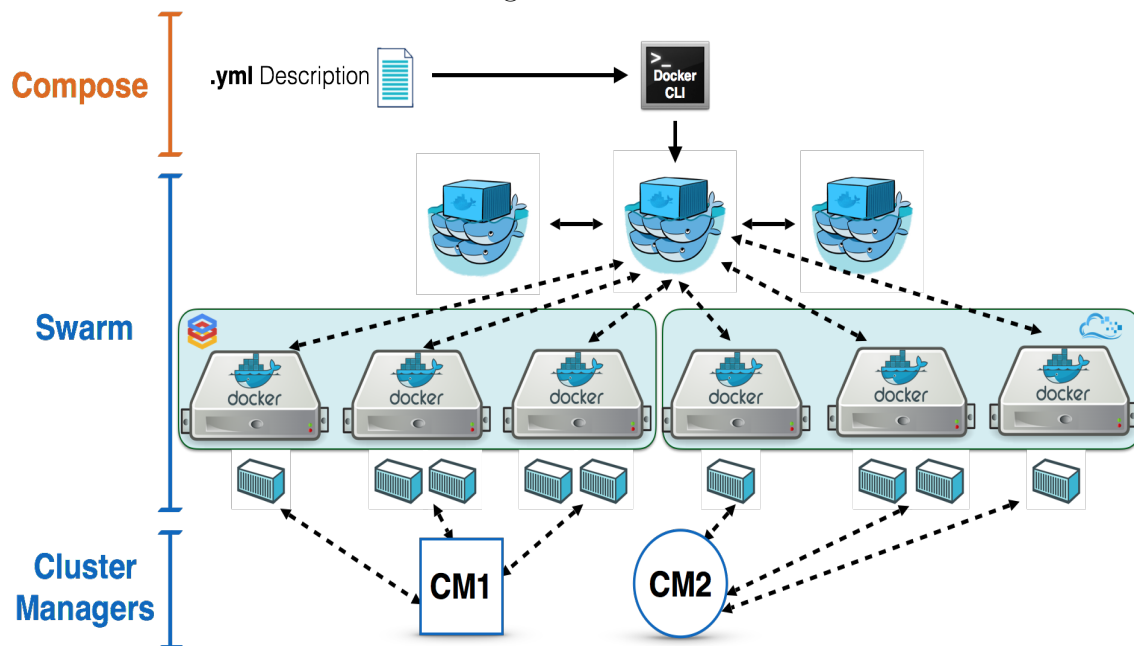 Compose
.yml Description
>_
Docker
CLI
Swarm
docker
docker
docker
docker
docker
docker
Cluster
Managers
CM1
CM2